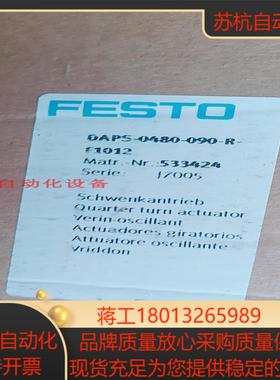 苏杭自动
FESTO
DAPS-0480-090-R-
F1012
Matr.-Nr. 533424
Serie: J7005
自动化设备
Schwenkantrieb
Quarter turn actuator
Verin-oscillant
Actuadores giratorios
Attuatore oscillante
Vriddon
蒋工18013265989
自动化
品牌质量放心采购质量保
开票
现货充足为您提供定制的